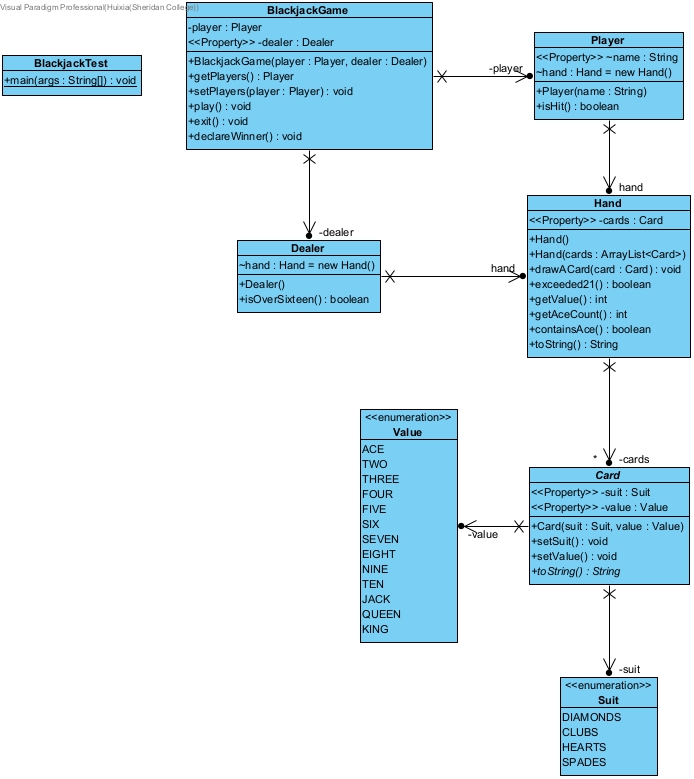 Visual Paradigm Professional(Huixia(Sheridan College))
BlackjackTest
+main(args : String[]) : void
BlackjackGame
-player : Player
<<Property>> -dealer : Dealer
+BlackjackGame(player : Player, dealer : Dealer)
+getPlayers() : Player
+setPlayers(player : Player) : void
+play() : void
+exit() : void
+declareWinner() : void
-player
Player
<<Property>> ~name : String
~hand : Hand = new Hand()
+Player(name : String)
+isHit() : boolean
hand
-dealer
Dealer
~hand : Hand = new Hand()
+Dealer()
+isOverSixteen() : boolean
hand
Hand
<<Property>> -cards : Card
+Hand()
+Hand(cards : ArrayList<Card>)
+drawACard(card : Card) : void
+exceeded21() : boolean
+getValue() : int
+getAceCount() : int
+containsAce() : boolean
+toString() : String
* -cards
<<enumeration>>
Value
ACE
TWO
THREE
FOUR
FIVE
SIX
SEVEN
EIGHT
NINE
TEN
JACK
QUEEN
KING
-value
Card
<<Property>> -suit : Suit
<<Property>> -value : Value
+Card(suit : Suit, value : Value)
+setSuit() : void
+setValue() : void
+toString() : String
-suit
<<enumeration>>
Suit
DIAMONDS
CLUBS
HEARTS
SPADES